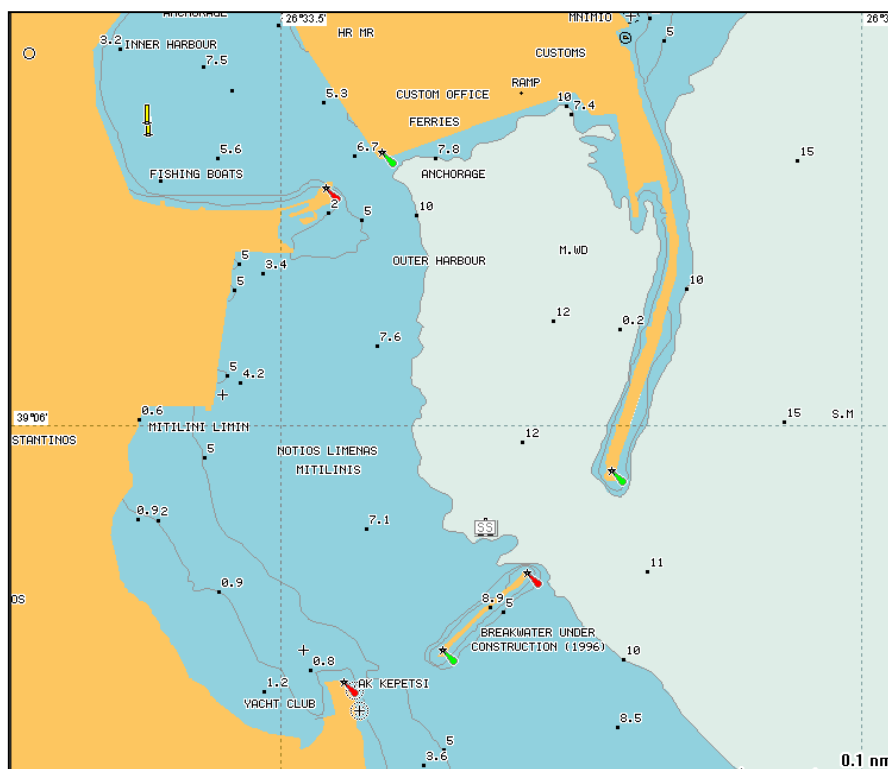 ANCHORAGE
26°33.5'
MNIMIO
3.2
INNER HARBOUR
HR MR
5
CUSTOMS
7.5
RAMP
5.3
CUSTOM OFFICE
10
7.4
FERRIES
5.6
6.7
7.8
15
FISHING BOATS
ANCHORAGE
2
5
10
M.WD
5
3.4
OUTER HARBOUR
5
10
12
0.2
7.6
5
4.2
0.6
15
S.M
39°06'
MITILINI LIMIN
STANTINOS
12
5
NOTIOS LIMENAS
MITILINIS
0.9
2
7.1
SS
11
0.9
OS
8.9
5
BREAKWATER UNDER
CONSTRUCTION (1996)
10
0.8
1.2
AK KEPETSI
YACHT CLUB
8.5
5
3.6
0.1 nm